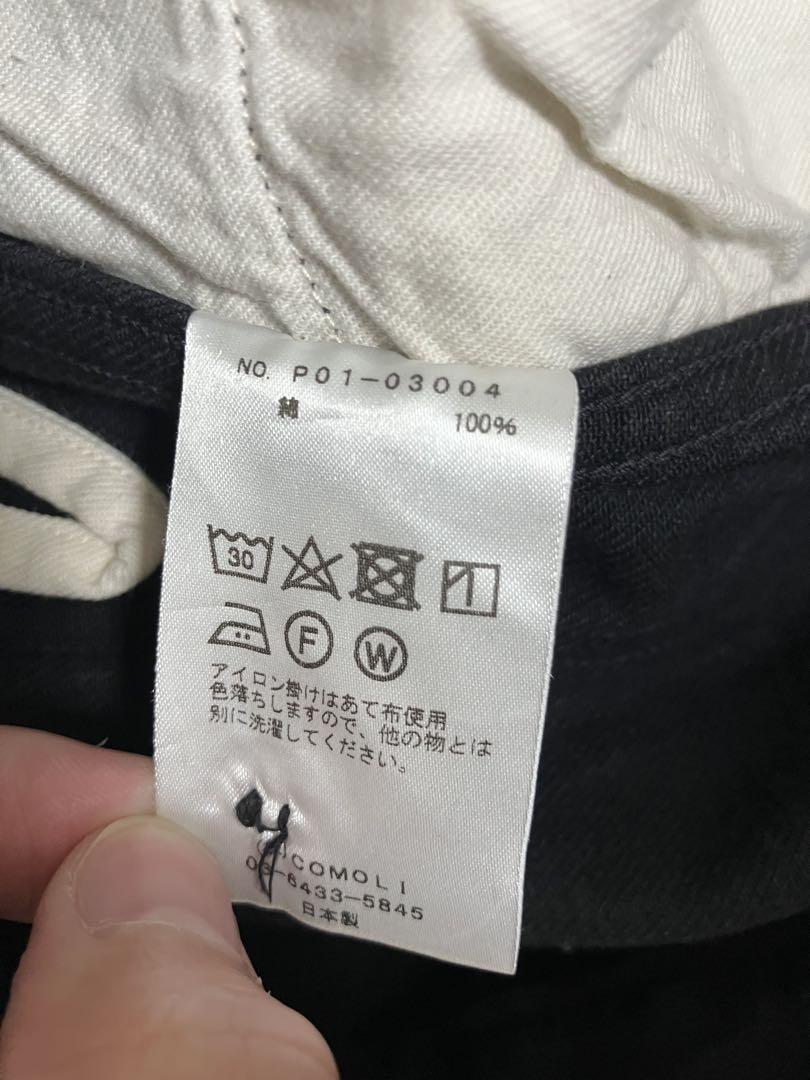 NO. P01-03004
綿 100%
30
F W
アイロン掛けはあて布使用
色落ちしますので、他の物とは
別に洗濯してください。
COMOLI
6433-5845
日本製